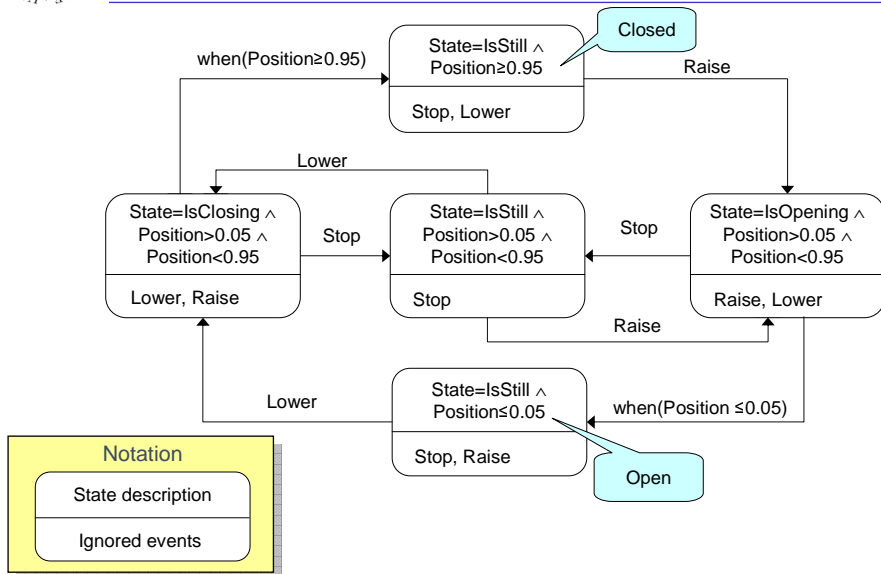 Closed
State=IsStill ∧
Position≥0.95
when(Position≥0.95)
Raise
Stop, Lower
Lower
State=IsClosing ∧
Position>0.05 ∧
Position<0.95
Stop
State=IsStill ∧
Position>0.05 ∧
Position<0.95
Stop
State=IsOpening ∧
Position>0.05 ∧
Position<0.95
Lower, Raise
Stop
Raise, Lower
Raise
State=IsStill ∧
Position≤0.05
Lower
when(Position ≤0.05)
Stop, Raise
Open
Notation
State description
Ignored events